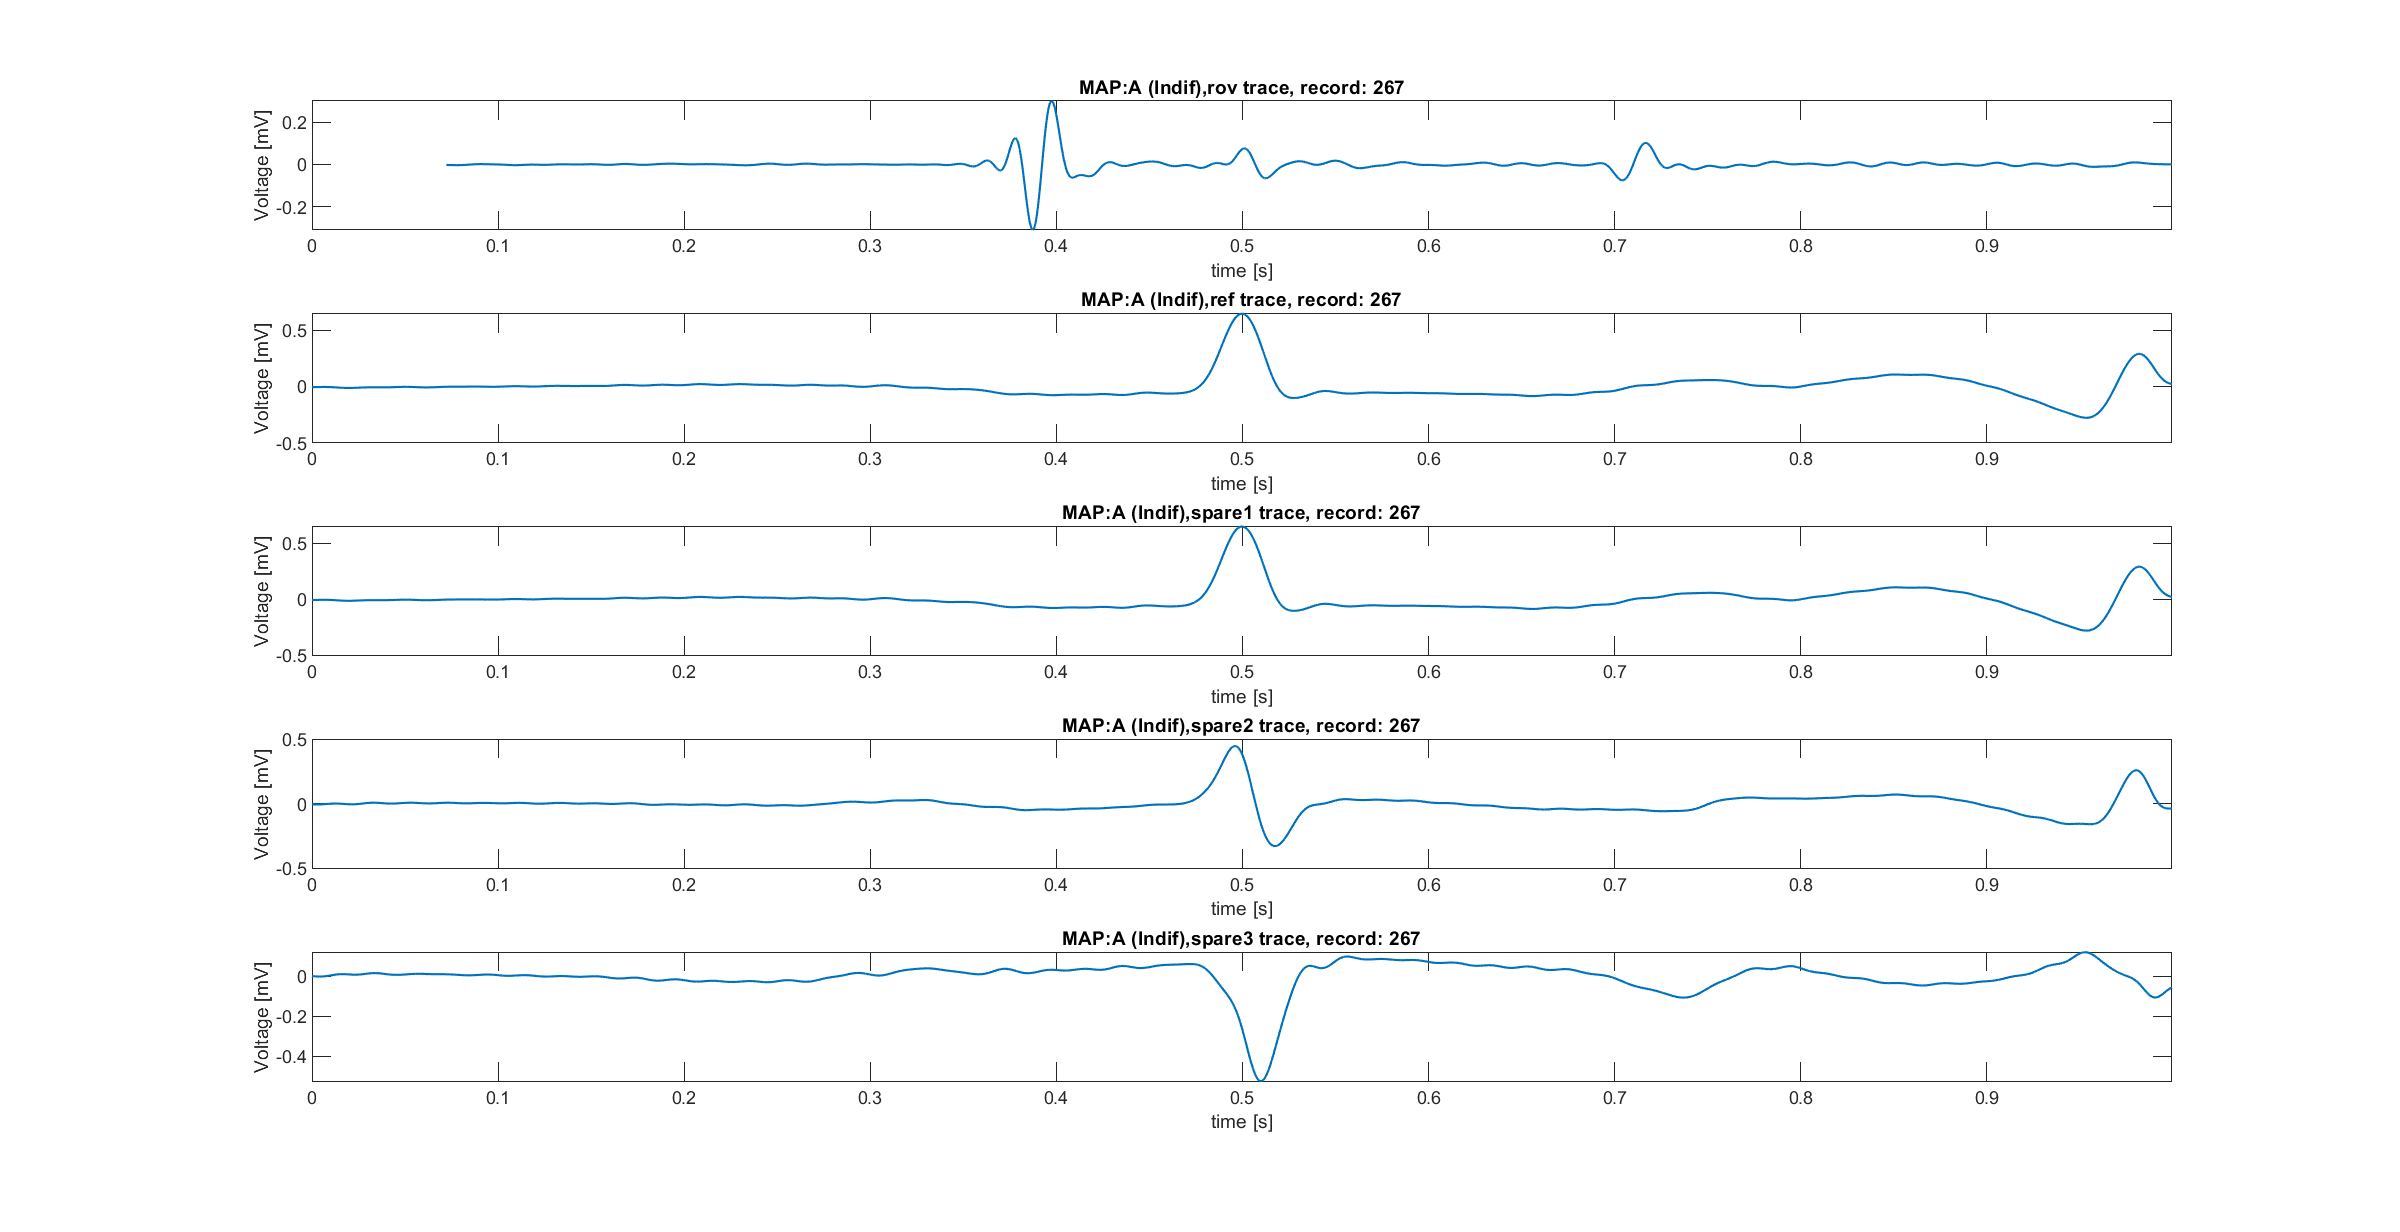 MAP:A (Indif),rov trace, record: 267
Voltage [mV]
0.2
0
-0.2
0 0.1 0.2 0.3 0.4 0.5 0.6 0.7 0.8 0.9
time [s]
MAP:A (Indif),ref trace, record: 267
Voltage [mV]
0.5
0
-0.5
0 0.1 0.2 0.3 0.4 0.5 0.6 0.7 0.8 0.9
time [s]
MAP:A (Indif),spare1 trace, record: 267
Voltage [mV]
0.5
0
-0.5
0 0.1 0.2 0.3 0.4 0.5 0.6 0.7 0.8 0.9
time [s]
MAP:A (Indif),spare2 trace, record: 267
Voltage [mV]
0.5
0
-0.5
0 0.1 0.2 0.3 0.4 0.5 0.6 0.7 0.8 0.9
time [s]
MAP:A (Indif),spare3 trace, record: 267
Voltage [mV]
0
-0.2
-0.4
0 0.1 0.2 0.3 0.4 0.5 0.6 0.7 0.8 0.9
time [s]